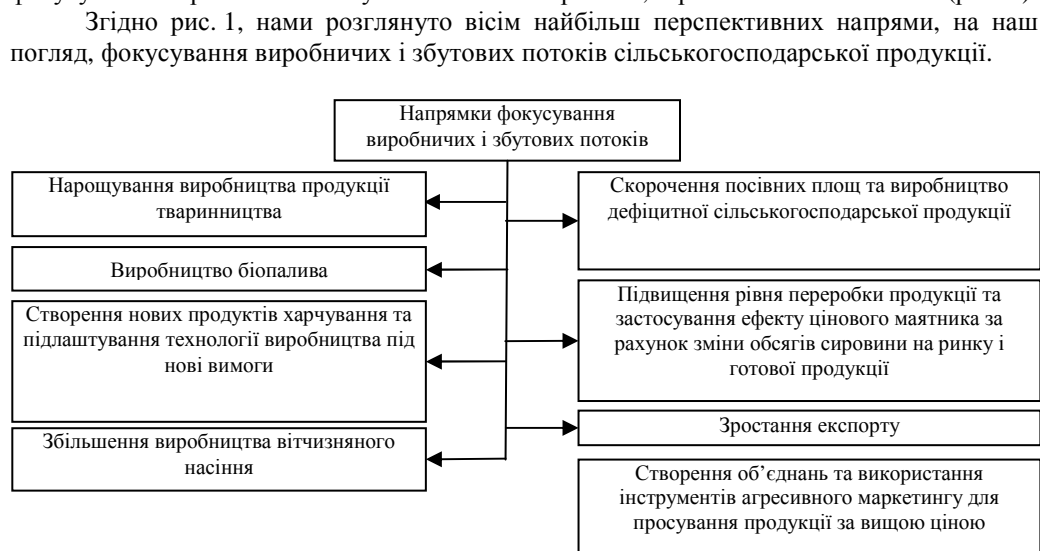 Згідно рис. 1, нами розглянуто вісім найбільш перспективних напрями, на наш
погляд, фокусування виробничих і збутових потоків сільськогосподарської продукції.
Напрямки фокусування
виробничих і збутових потоків
Нарощування виробництва продукції
тваринництва
Виробництво біопалива
Створення нових продуктів харчування та
підлаштування технології виробництва під
нові вимоги
Збільшення виробництва вітчизняного
насіння
Скорочення посівних площ та виробництво
дефіцитної сільськогосподарської продукції
Підвищення рівня переробки продукції та
застосування ефекту цінового маятника за
рахунок зміни обсягів сировини на ринку і
готової продукції
Зростання експорту
Створення об’єднань та використання
інструментів агресивного маркетингу для
просування продукції за вищою ціною